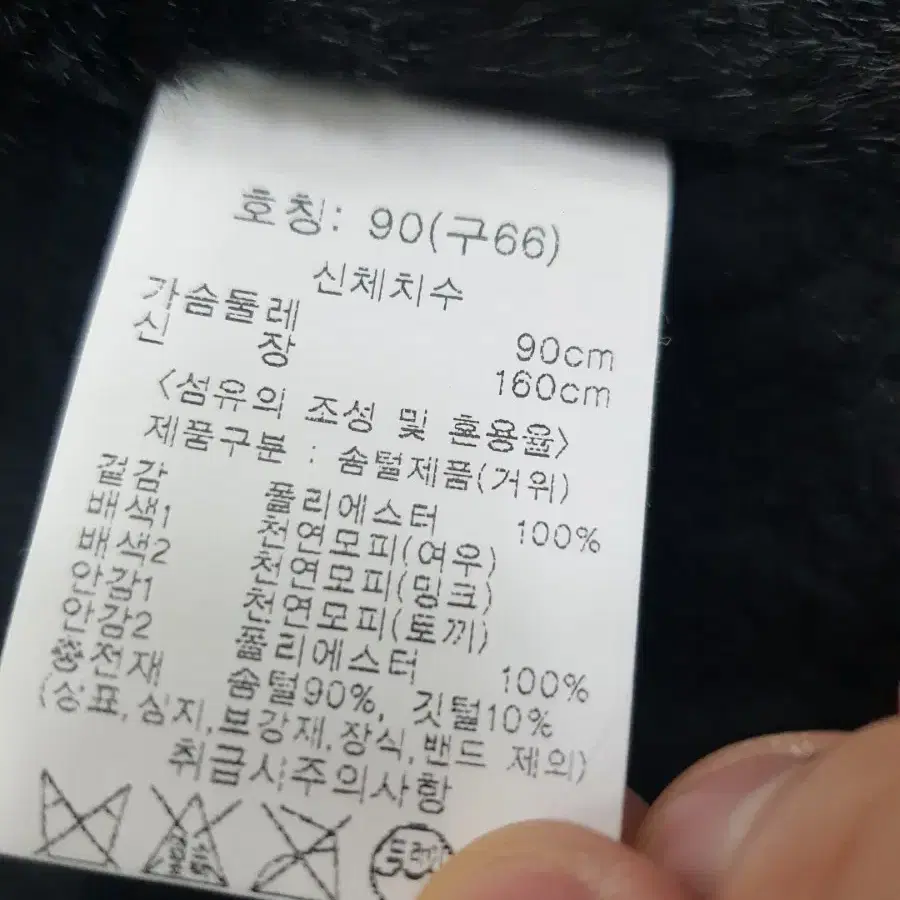 호칭: 90(구66)
신체치수
가슴둘레 90cm
신 장 160cm
<섬유의 조성 및 혼용율>
제품구분 : 솜털제품(거위)
겉감 폴리에스터 100%
배색1 천연모피(여우)
배색2 천연모피(밍크)
안감1 천연모피(토끼)
안감2 폴리에스터 100%
충전재 솜털90%, 깃털10%
(상표,심지,보강재,장식,밴드 제외)
취급시주의사항